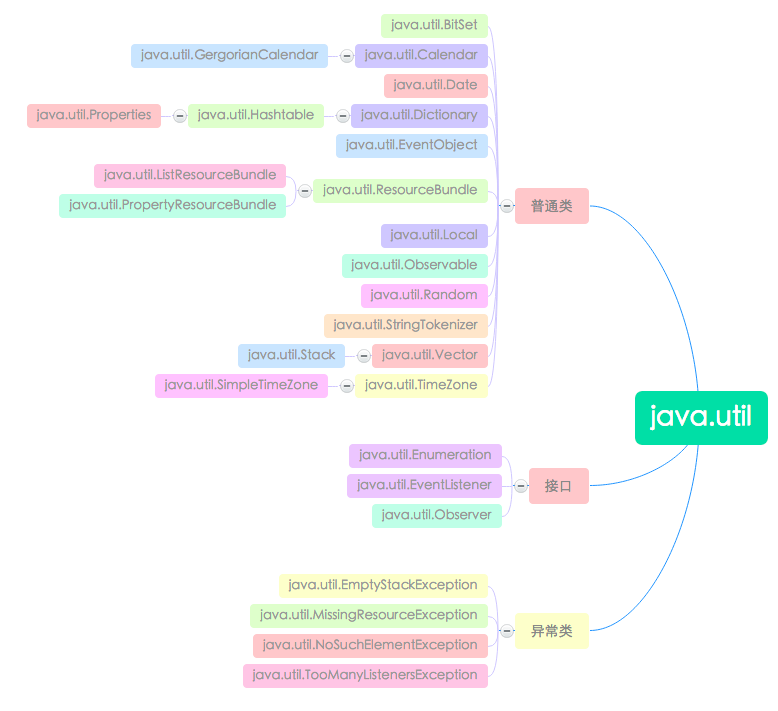 java.util
普通类
java.util.BitSet
java.util.Calendar
java.util.GergorianCalendar
java.util.Date
java.util.Dictionary
java.util.Hashtable
java.util.Properties
java.util.EventObject
java.util.ResourceBundle
java.util.ListResourceBundle
java.util.PropertyResourceBundle
java.util.Local
java.util.Observable
java.util.Random
java.util.StringTokenizer
java.util.Vector
java.util.Stack
java.util.TimeZone
java.util.SimpleTimeZone
接口
java.util.Enumeration
java.util.EventListener
java.util.Observer
异常类
java.util.EmptyStackException
java.util.MissingResourceException
java.util.NoSuchElementException
java.util.TooManyListenersException